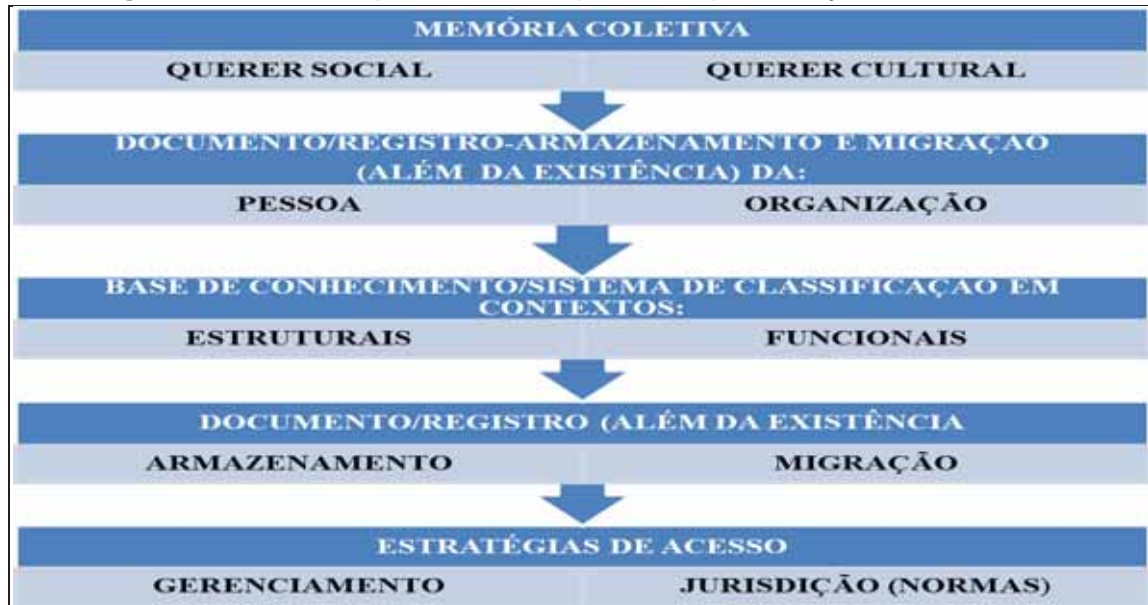 MEMÓRIA COLETIVA
QUERER SOCIAL QUERER CULTURAL
DOCUMENTO/REGISTRO-ARMAZENAMENTO E MIGRAÇÃO
(ALÉM DA EXISTÊNCIA) DA:
PESSOA ORGANIZAÇÃO
BASE DE CONHECIMENTO/SISTEMA DE CLASSIFICAÇÃO EM
CONTEXTOS:
ESTRUTURAIS FUNCIONAIS
DOCUMENTO/REGISTRO (ALÉM DA EXISTÊNCIA
ARMAZENAMENTO MIGRAÇÃO
ESTRATÉGIAS DE ACESSO
GERENCIAMENTO JURISDIÇÃO (NORMAS)